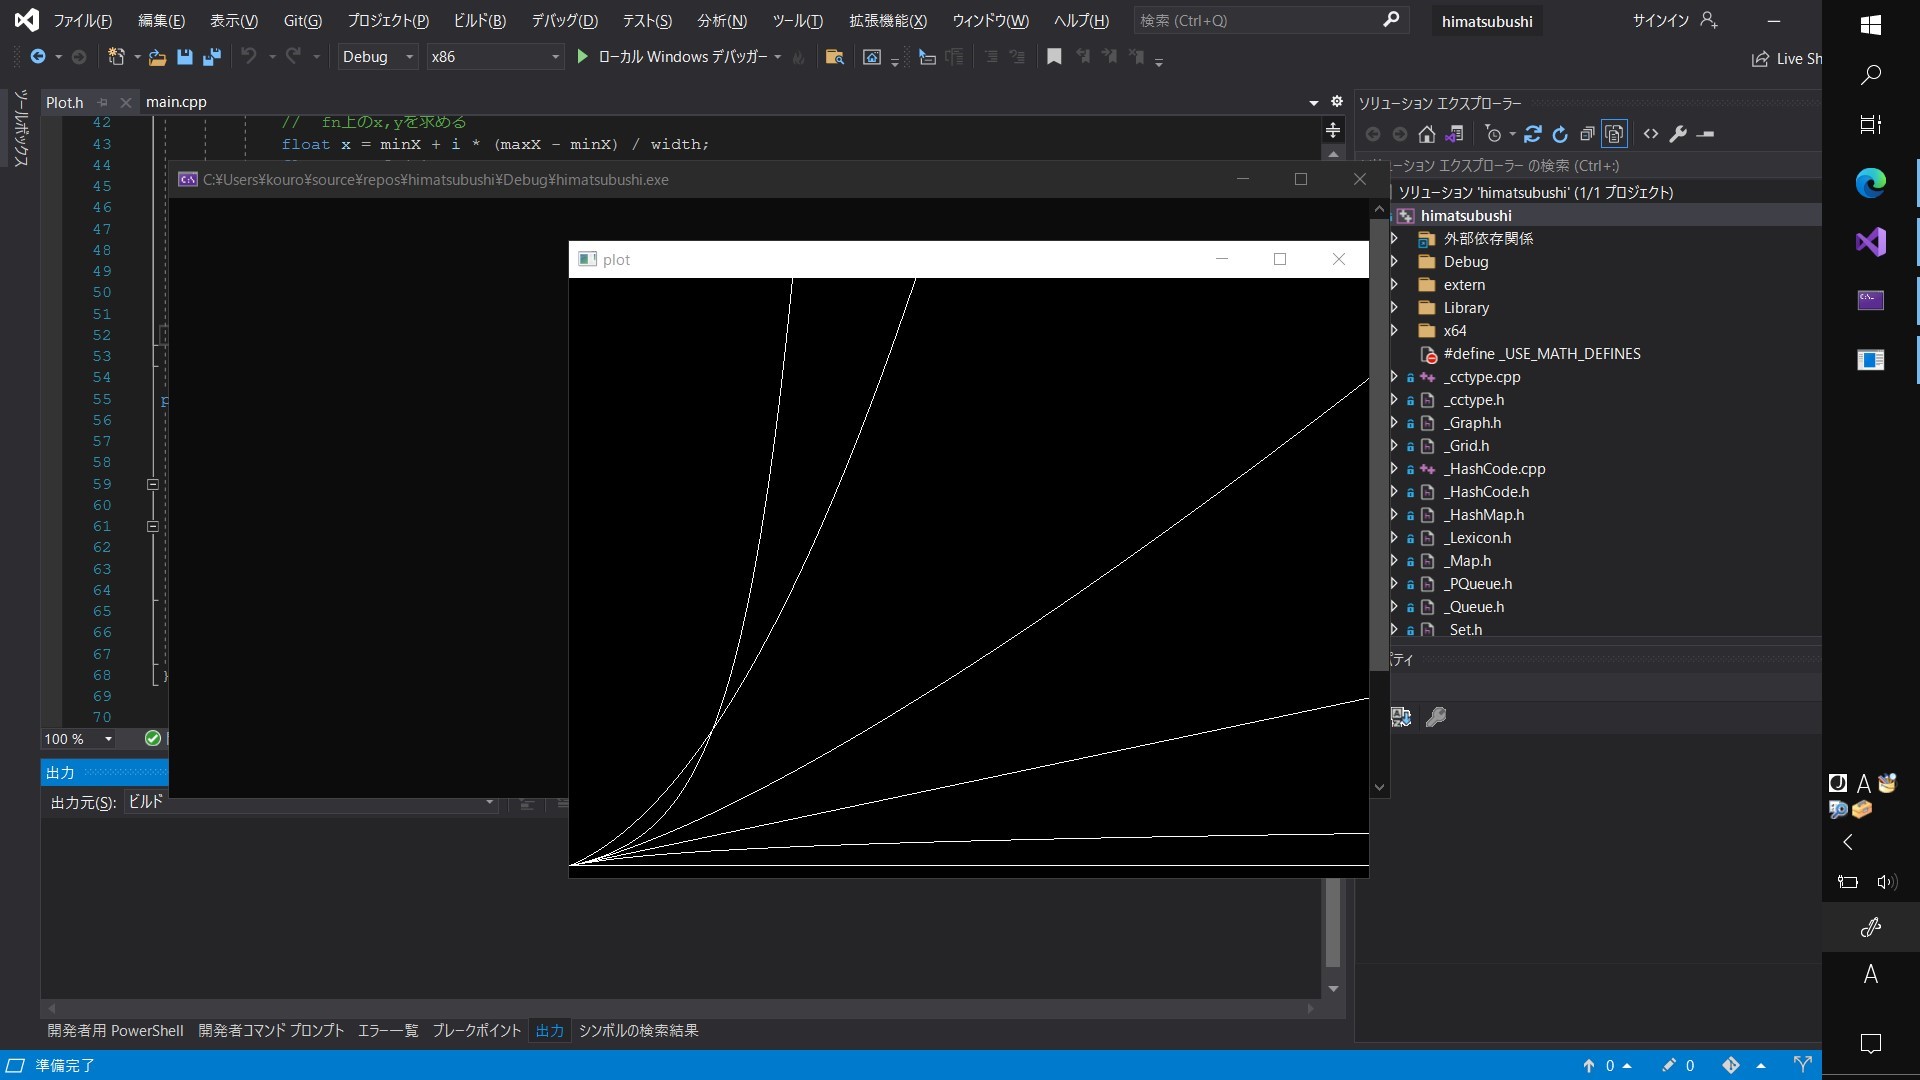 ファイル(F) 編集(E) 表示(V) Git(G) プロジェクト(P) ビルド(B) デバッグ(D) テスト(S) 分析(N) ツール(T) 拡張機能(X) ウィンドウ(W) ヘルプ(H) 検索 (Ctrl+Q) himatsubushi サインイン
Debug x86 ローカル Windows デバッガー Live Sh
ツールボックス
Plot.h main.cpp
42 // fn上のx,yを求める
43 float x = minX + i * (maxX - minX) / width;
44
45
46
47
48
49
50
51
52
53
54
55 p
56
57
58
59
60
61
62
63
64
65
66
67
68 }
69
70
C:¥Users¥kouro¥source¥repos¥himatsubushi¥Debug¥himatsubushi.exe
plot
100 %
出力
出力元(S): ビルド
開発者用 PowerShell 開発者コマンド プロンプト エラー一覧 ブレークポイント 出力 シンボルの検索結果
準備完了 0 0
ソリューション エクスプローラー
ソリューション エクスプローラー の検索 (Ctrl+:)
ソリューション 'himatsubushi' (1/1 プロジェクト)
himatsubushi
外部依存関係
Debug
extern
Library
x64
#define _USE_MATH_DEFINES
_cctype.cpp
_cctype.h
_Graph.h
_Grid.h
_HashCode.cpp
_HashCode.h
_HashMap.h
_Lexicon.h
_Map.h
_PQueue.h
_Queue.h
_Set.h
パティ
A
A